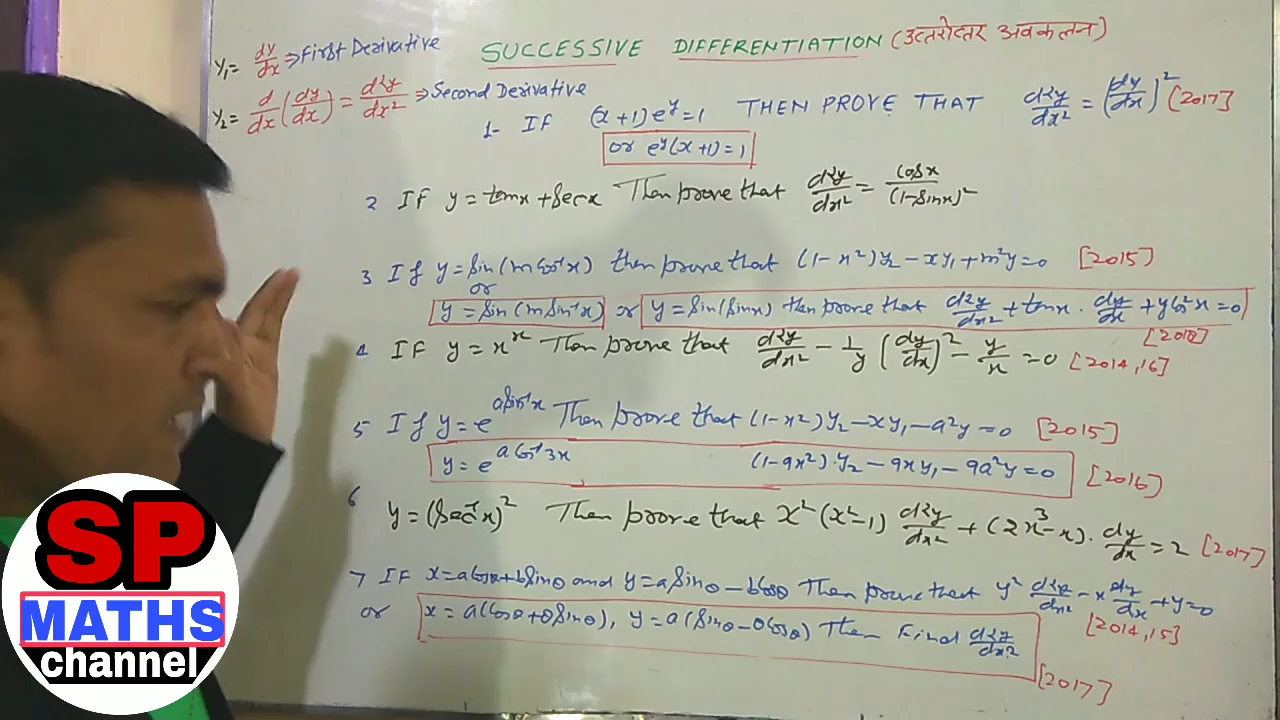 y₁ = dy/dx ⇒ First Derivative
SUCCESSIVE DIFFERENTIATION (उत्तरोत्तर अवकलन)
y₂ = d/dx (dy/dx) = d²y/dx² ⇒ Second Derivative
1- IF (x+1)e^y = 1 THEN PROVE THAT d²y/dx² = (dy/dx)² [2017]
or e^y(x+1) = 1
2 IF y = tanx + secx Then prove that d²y/dx² = cosx/(1-sinx)²
3 If y = sin(m cos⁻¹x) then prove that (1-x²)y₂ - xy₁ + m²y = 0 [2015]
or
y = sin(m sin⁻¹x) or y = sin(sinx) then prove that d²y/dx² + tanx . dy/dx + y cos²x = 0
[2018]
4 IF y = x^x Then prove that d²y/dx² - 1/y (dy/dx)² - y/x = 0 [2014,16]
5 If y = e^(a sin⁻¹x) Then prove that (1-x²)y₂ - xy₁ - a²y = 0 [2015]
y = e^(a cos⁻¹3x) (1-9x²).y₂ - 9xy₁ - 9a²y = 0 [2016]
6 y = (sec⁻¹x)² Then prove that x²(x²-1) d²y/dx² + (2x³-x). dy/dx = 2 [2017]
7 IF x = a cosθ + b sinθ and y = a sinθ - b cosθ Then prove that y² d²y/dx² - x dy/dx + y = 0
[2014,15]
or x = a(cosθ + θ sinθ), y = a(sinθ - θ cosθ) Then Find d²y/dx²
[2017]
SP
MATHS
channel